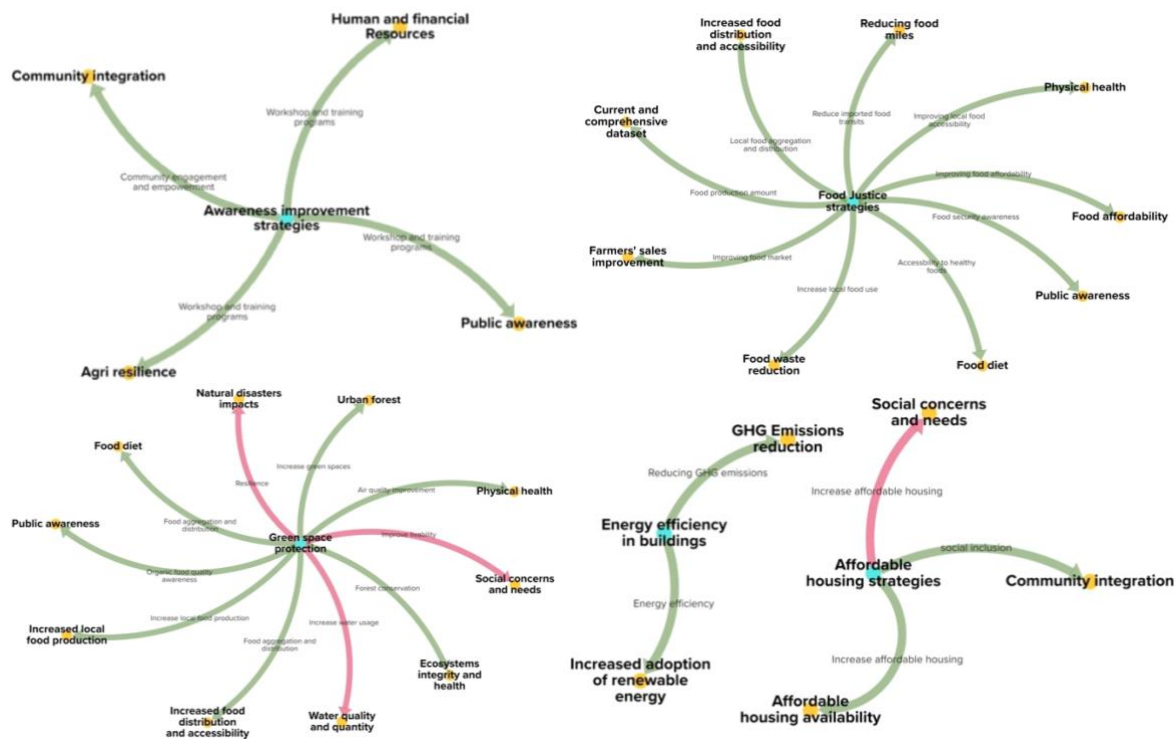 Human and financial
Resources
Community integration
Workshop and training
programs
Community engagement
and empowerment
Awareness improvement
strategies
Workshop and training
programs
Workshop and training
programs
Public awareness
Agri resilience
Increased food
distribution
and accessibility
Reducing food
miles
Physical health
Current and
comprehensive
dataset
Reduce imported food
transits
Improving local food
accessibility
Local food aggregation
and distribution
Improving food affordability
Food production amount
Food Justice
strategies
Food security awareness
Food affordability
Farmers' sales
improvement
Improving food market
Accessbility to healthy
foods
Increase local food use
Public awareness
Food waste
reduction
Food diet
Natural disasters
impacts
Urban forest
Food diet
Increase green spaces
Resilience
Air quality improvement
Physical health
Public awareness
Food aggregation and
distribution
Green space
protection
Improve livability
Organic food quality
awareness
Social concerns
and needs
Forest conservation
Increase local food production
Increase water usage
Increased local
food production
Food aggregation and
distribution
Ecosystems
integrity and
health
Increased food
distribution
and accessibility
Water quality
and quantity
GHG Emissions
reduction
Reducing GHG emissions
Energy efficiency
in buildings
Energy efficiency
Increased adoption
of renewable
energy
Social concerns
and needs
Increase affordable housing
social inclusion
Affordable
housing strategies
Community integration
Increase affordable housing
Affordable
housing availability